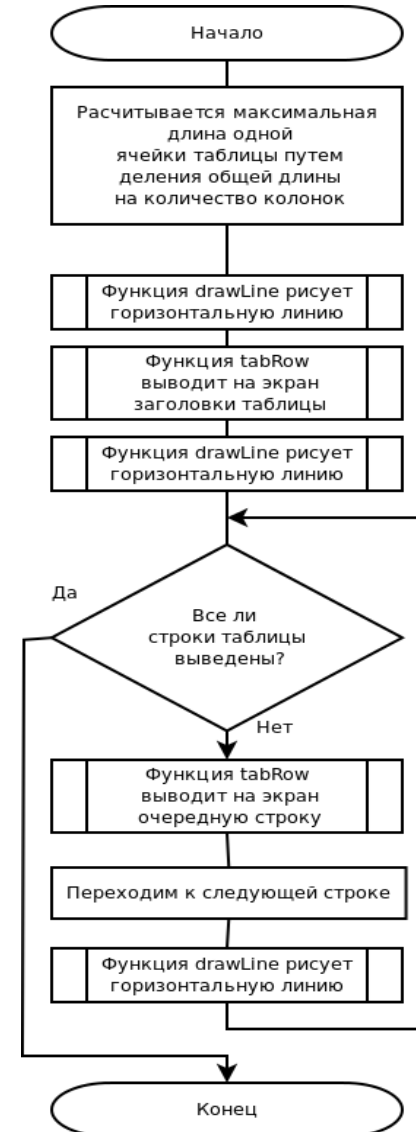 Начало
Расчитывается максимальная
длина одной
ячейки таблицы путем
деления общей длины
на количество колонок
Функция drawLine рисует
горизонтальную линию
Функция tabRow
выводит на экран
заголовки таблицы
Функция drawLine рисует
горизонтальную линию
Да
Все ли
строки таблицы
выведены?
Нет
Функция tabRow
выводит на экран
очередную строку
Переходим к следующей строке
Функция drawLine рисует
горизонтальную линию
Конец